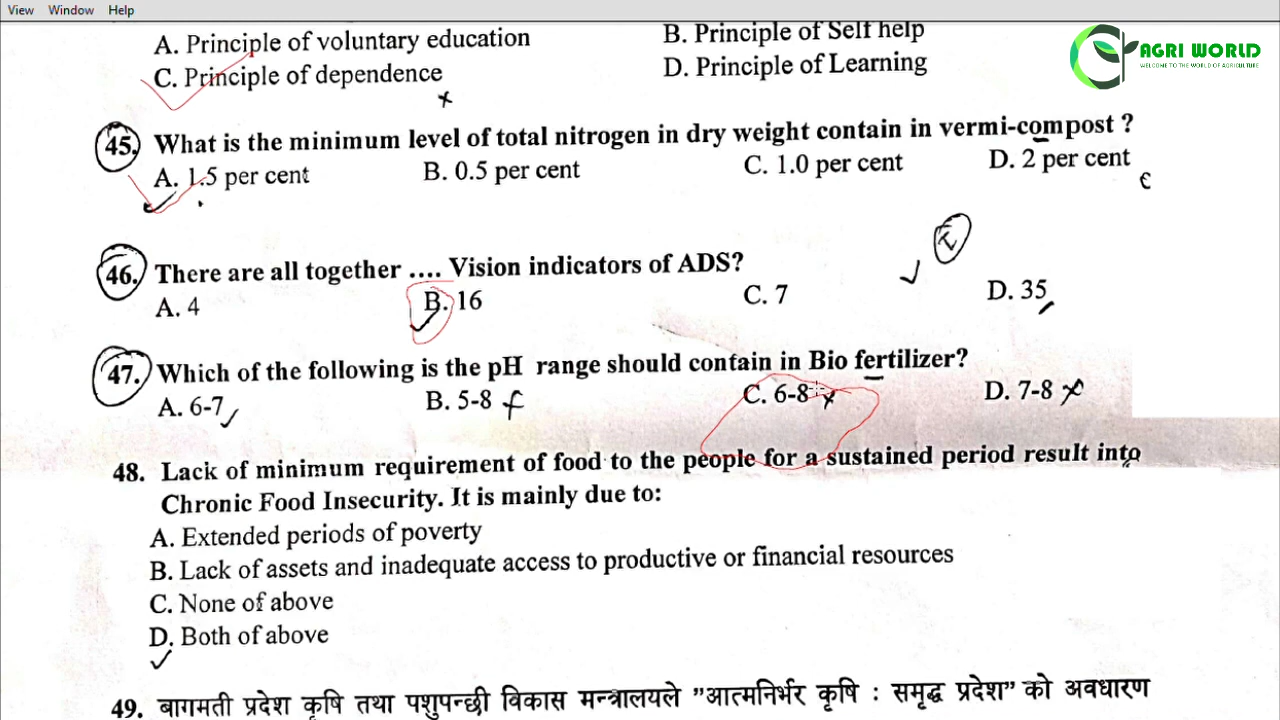 View Window Help
AGRI WORLD
WELCOME TO THE WORLD OF AGRICULTURE
A. Principle of voluntary education B. Principle of Self help
C. Principle of dependence D. Principle of Learning
45. What is the minimum level of total nitrogen in dry weight contain in vermi-compost ?
A. 1.5 per cent B. 0.5 per cent C. 1.0 per cent D. 2 per cent
46. There are all together .... Vision indicators of ADS?
A. 4 B. 16 C. 7 D. 35
47. Which of the following is the pH range should contain in Bio fertilizer?
A. 6-7 B. 5-8 C. 6-8 D. 7-8
48. Lack of minimum requirement of food to the people for a sustained period result into
Chronic Food Insecurity. It is mainly due to:
A. Extended periods of poverty
B. Lack of assets and inadequate access to productive or financial resources
C. None of above
D. Both of above
49. बागमती प्रदेश कृषि तथा पशुपन्छी विकास मन्त्रालयले "आत्मनिर्भर कृषि : समृद्ध प्रदेश" को अवधारण